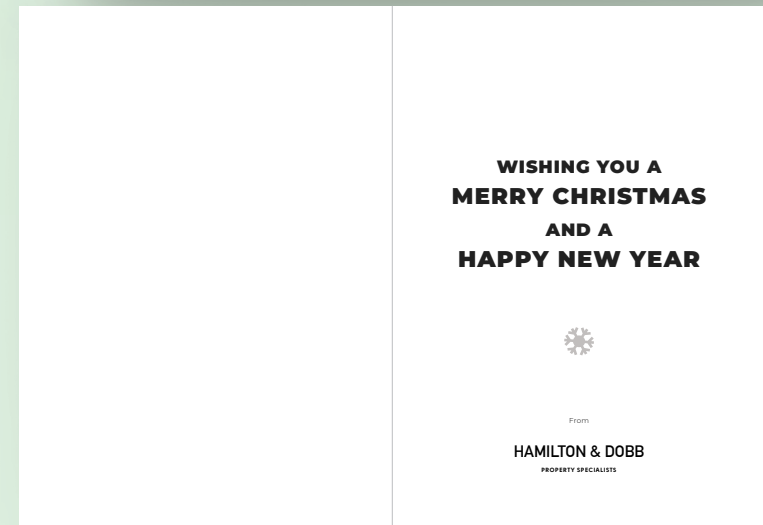 WISHING YOU A
MERRY CHRISTMAS
AND A
HAPPY NEW YEAR
From
HAMILTON & DOBB
PROPERTY SPECIALISTS